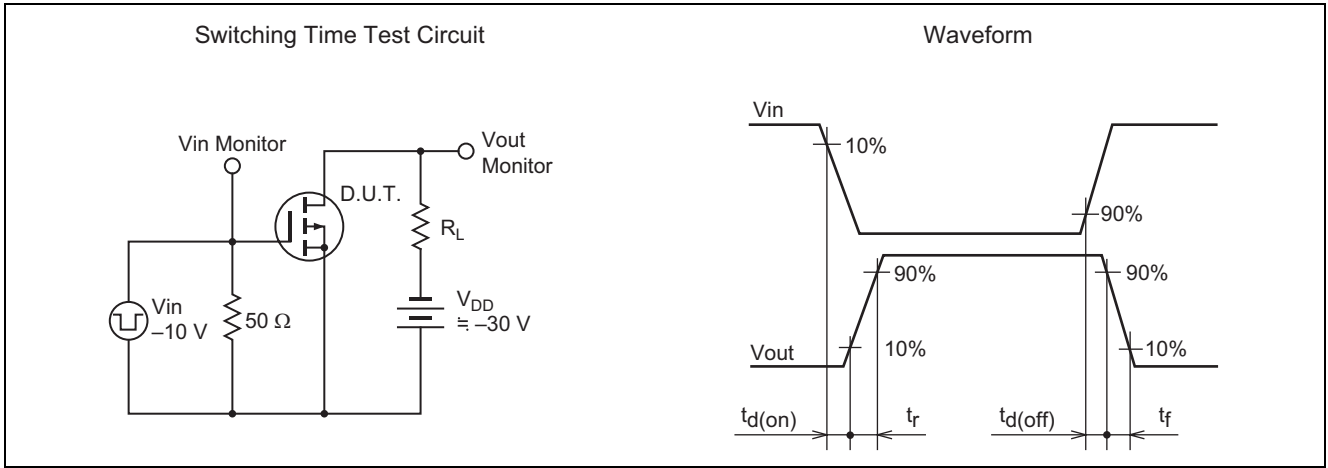 Switching Time Test Circuit
Vin Monitor
Vout
Monitor
D.U.T.
RL
Vin
–10 V
50 Ω
VDD
≒ –30 V
Waveform
Vin
10%
90%
90%
90%
Vout
10%
10%
td(on)
tr
td(off)
tf